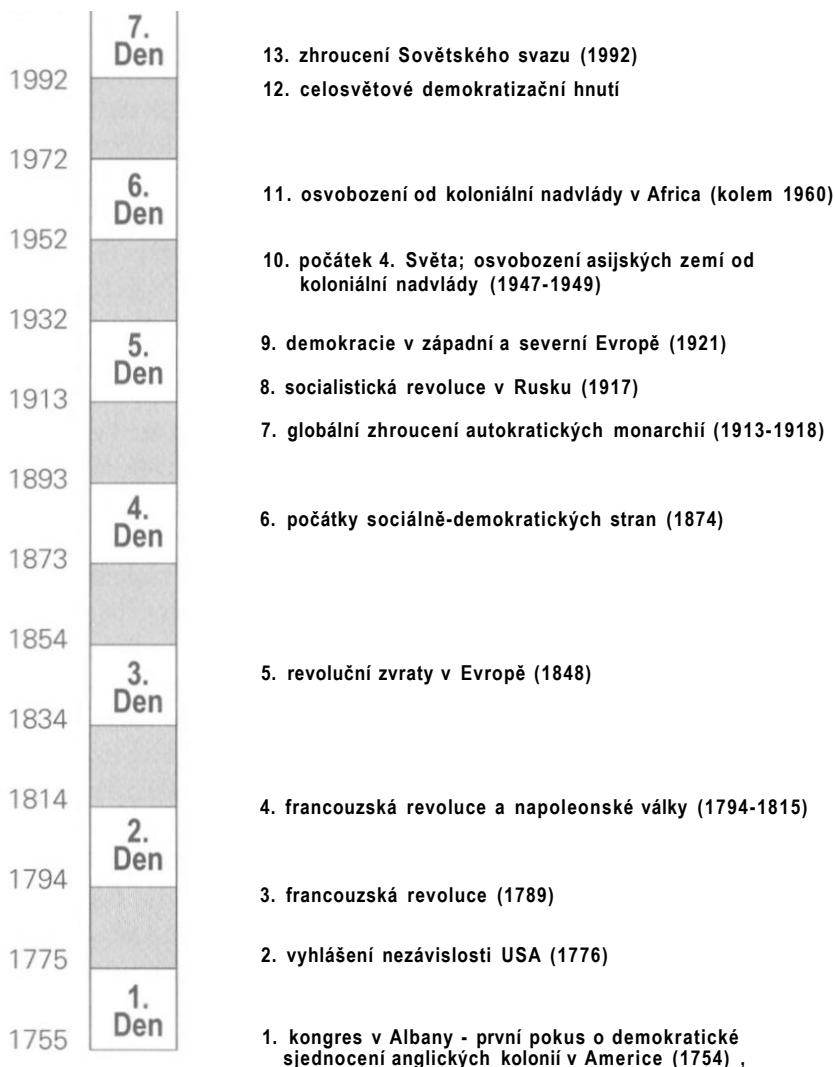 7.
Den
13. zhroucení Sovětského svazu (1992)
1992
12. celosvětové demokratizační hnutí
1972
6.
Den
11. osvobození od koloniální nadvlády v Africa (kolem 1960)
1952
10. počátek 4. Světa; osvobození asijských zemí od
koloniální nadvlády (1947-1949)
1932
5.
Den
9. demokracie v západní a severní Evropě (1921)
8. socialistická revoluce v Rusku (1917)
1913
7. globální zhroucení autokratických monarchií (1913-1918)
1893
4.
Den
6. počátky sociálně-demokratických stran (1874)
1873
1854
3.
Den
5. revoluční zvraty v Evropě (1848)
1834
1814
4. francouzská revoluce a napoleonské války (1794-1815)
2.
Den
1794
3. francouzská revoluce (1789)
1775
2. vyhlášení nezávislosti USA (1776)
1.
Den
1755
1. kongres v Albany - první pokus o demokratické
sjednocení anglických kolonií v Americe (1754) ,